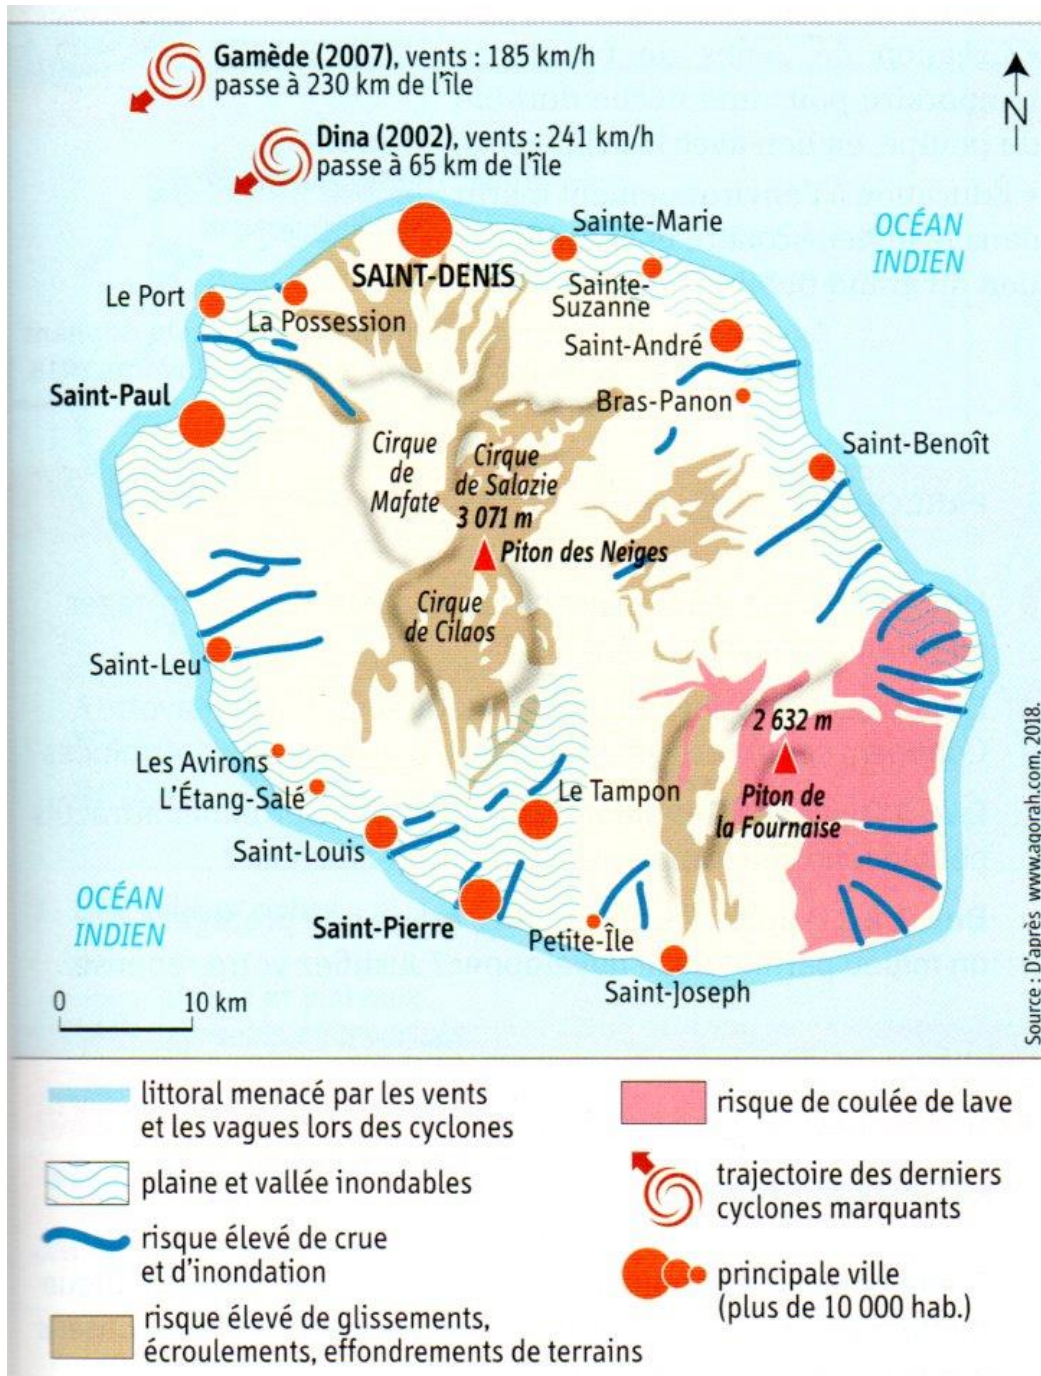 Gamède (2007), vents : 185 km/h
passe à 230 km de l'île
Dina (2002), vents : 241 km/h
passe à 65 km de l'île
N
OCÉAN
INDIEN
Sainte-Marie
SAINT-DENIS
Sainte-
Suzanne
Le Port
La Possession
Saint-André
Saint-Paul
Bras-Panon
Saint-Benoît
Cirque
de
Mafate
Cirque
de Salazie
3 071 m
Piton des Neiges
Cirque
de Cilaos
Saint-Leu
2 632 m
Piton de
la Fournaise
Les Avirons
L'Étang-Salé
Le Tampon
Saint-Louis
OCÉAN
INDIEN
Saint-Pierre
Petite-Île
Saint-Joseph
0 10 km
Source : D'après www.agorah.com, 2018.
littoral menacé par les vents
et les vagues lors des cyclones
plaine et vallée inondables
risque élevé de crue
et d'inondation
risque élevé de glissements,
écroulements, effondrements de terrains
risque de coulée de lave
trajectoire des derniers
cyclones marquants
principale ville
(plus de 10 000 hab.)